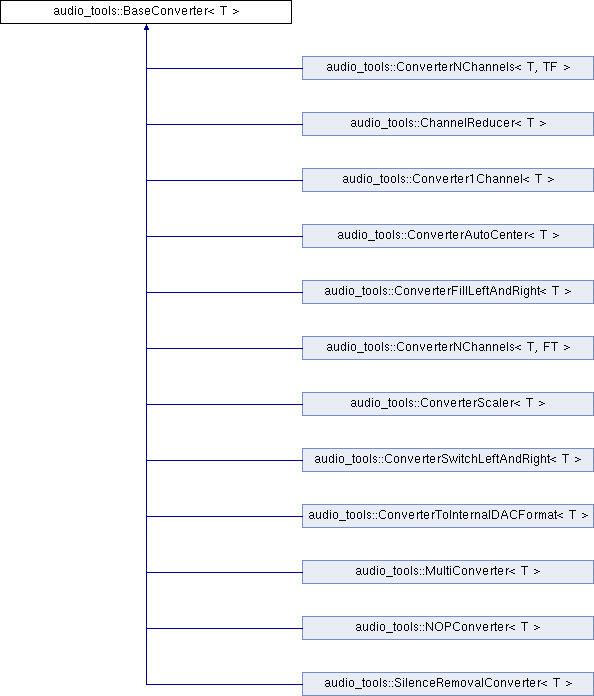 audio_tools::BaseConverter< T >
audio_tools::ConverterNChannels< T, TF >
audio_tools::ChannelReducer< T >
audio_tools::Converter1Channel< T >
audio_tools::ConverterAutoCenter< T >
audio_tools::ConverterFillLeftAndRight< T >
audio_tools::ConverterNChannels< T, FT >
audio_tools::ConverterScaler< T >
audio_tools::ConverterSwitchLeftAndRight< T >
audio_tools::ConverterToInternalDACFormat< T >
audio_tools::MultiConverter< T >
audio_tools::NOPConverter< T >
audio_tools::SilenceRemovalConverter< T >